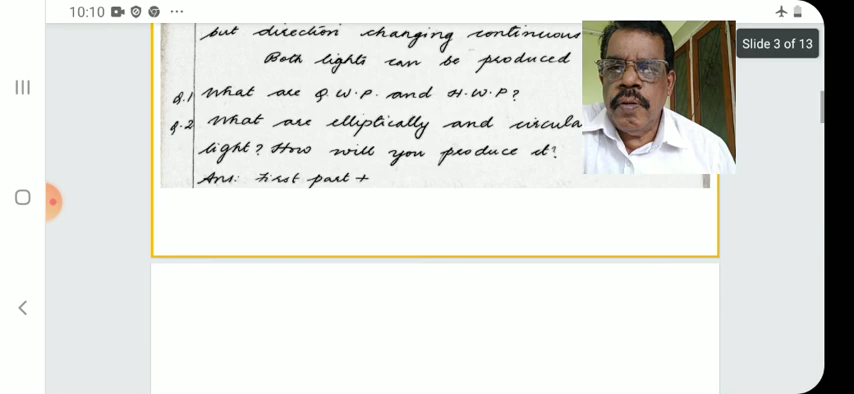 10:10
Slide 3 of 13
but direction changing continuous
Both lights can be produced
Q.1 What are Q.W.P. and H.W.P?
Q.2 What are elliptically and circula
light? How will you produce it?
Ans: First part +